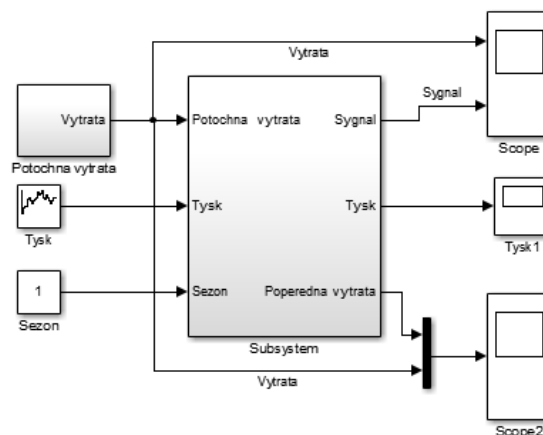 Vytrata
Sygnal
Scope
Vytrata
Potochna vytrata
Potochna vytrata
Sygnal
Tysk
Tysk
Tysk
Tysk1
1
Sezon
Sezon
Poperedna vytrata
Subsystem
Vytrata
Scope2